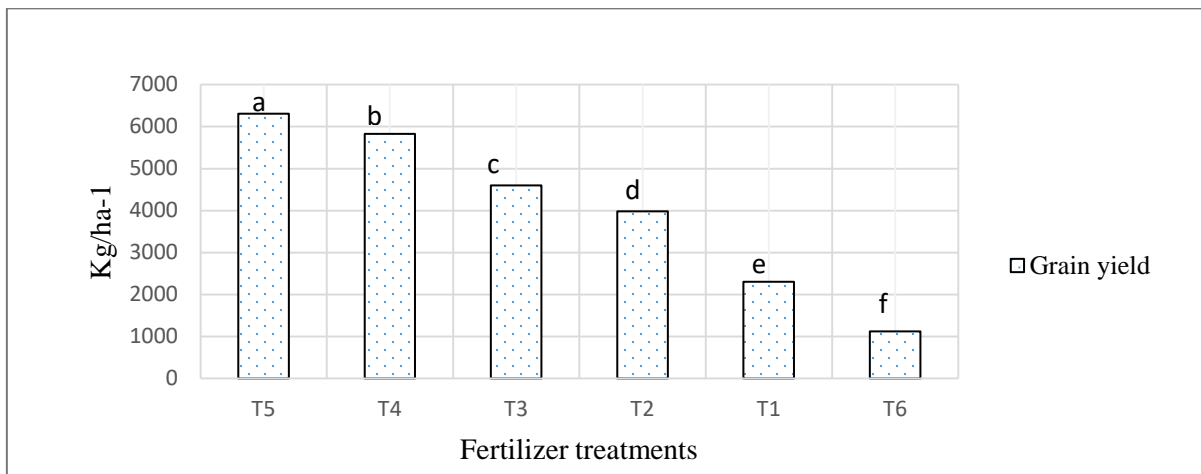 7000
6000
5000
4000
3000
2000
1000
0
Kg/ha-1
a
b
c
d
e
f
T5 T4 T3 T2 T1 T6
Fertilizer treatments
Grain yield